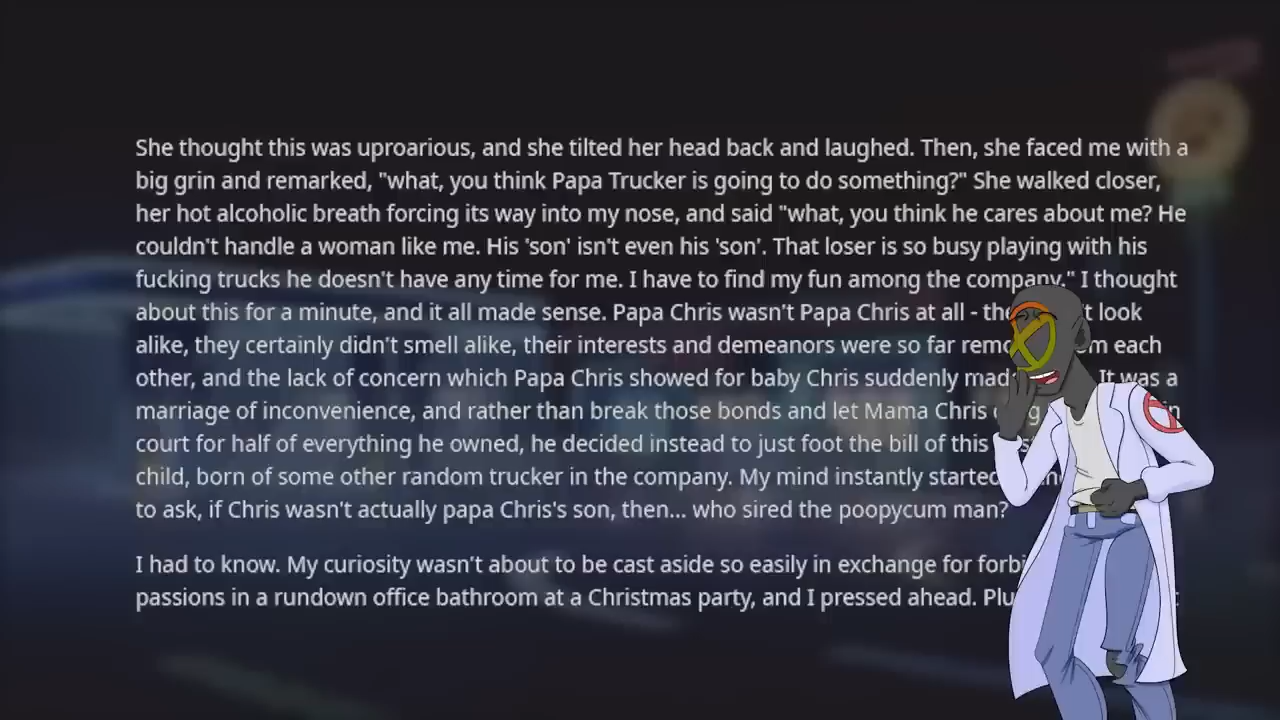 She thought this was uproarious, and she tilted her head back and laughed. Then, she faced me with a
big grin and remarked, "what, you think Papa Trucker is going to do something?" She walked closer,
her hot alcoholic breath forcing its way into my nose, and said "what, you think he cares about me? He
couldn't handle a woman like me. His 'son' isn't even his 'son'. That loser is so busy playing with his
fucking trucks he doesn't have any time for me. I have to find my fun among the company." I thought
about this for a minute, and it all made sense. Papa Chris wasn't Papa Chris at all - look
alike, they certainly didn't smell alike, their interests and demeanors were so far each
other, and the lack of concern which Papa Chris showed for baby Chris suddenly It was a
marriage of inconvenience, and rather than break those bonds and let Mama Chris
court for half of everything he owned, he decided instead to just foot the bill of this
child, born of some other random trucker in the company. My mind instantly started
to ask, if Chris wasn't actually papa Chris's son, then... who sired the poopycum man?
I had to know. My curiosity wasn't about to be cast aside so easily in exchange for
passions in a rundown office bathroom at a Christmas party, and I pressed ahead.